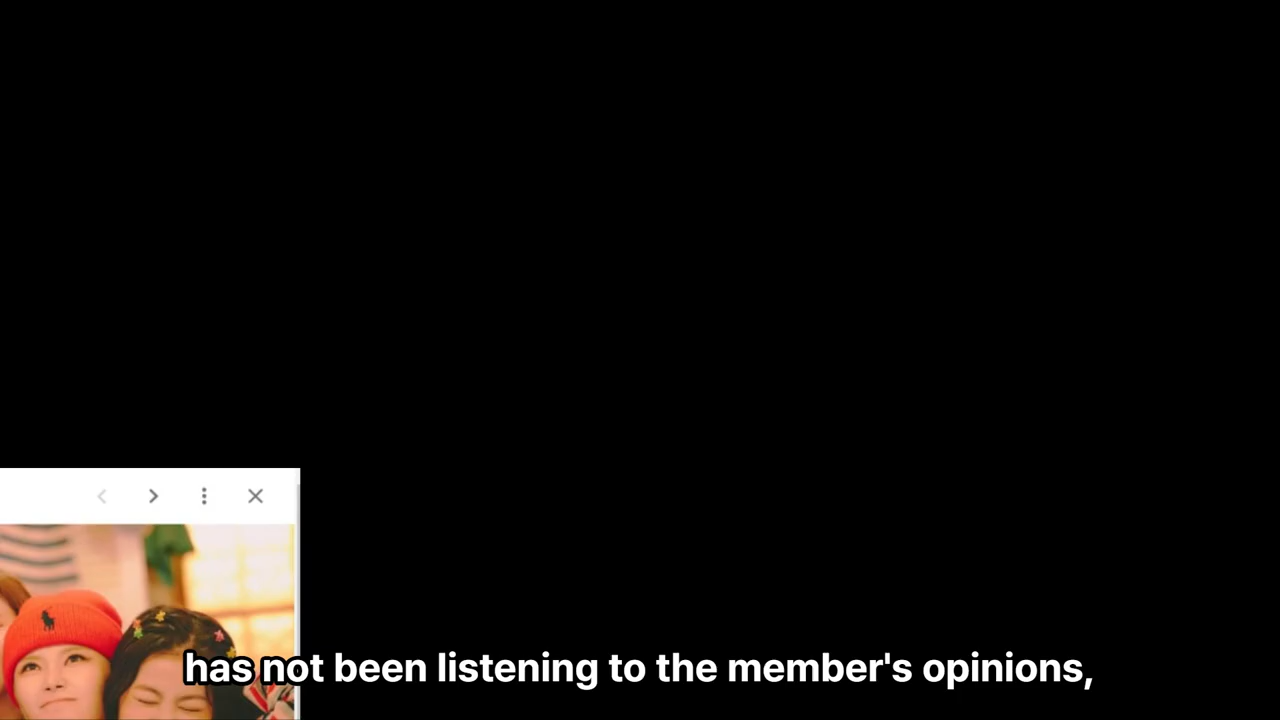 has not been listening to the member's opinions,